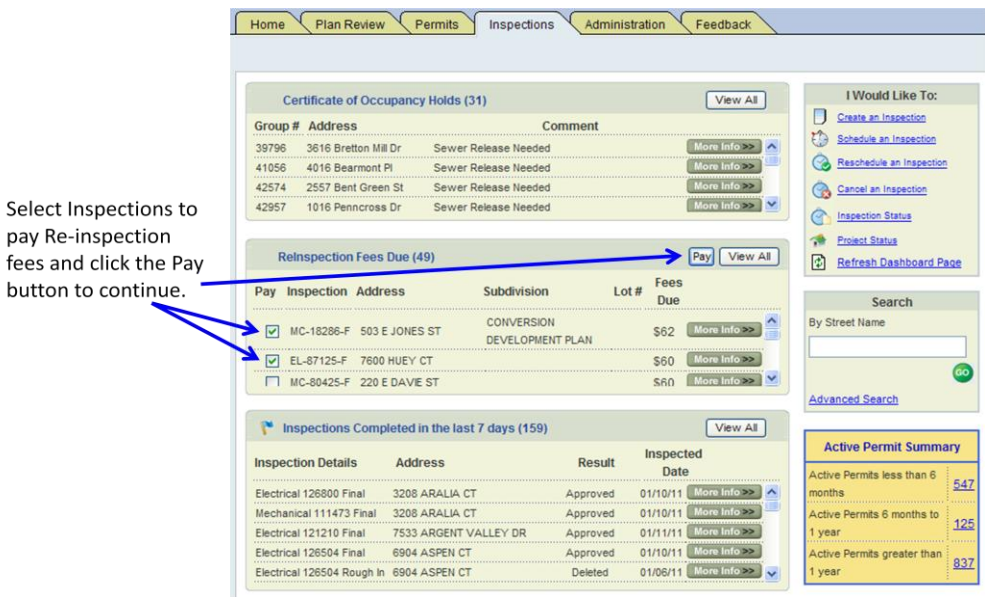 Home Plan Review Permits Inspections Administration Feedback
Select Inspections to
pay Re-inspection
fees and click the Pay
button to continue.
Certificate of Occupancy Holds (31) View All
Group # Address Comment
39796 3616 Bretton Mill Dr Sewer Release Needed More Info >>
41056 4016 Bearmont Pl Sewer Release Needed More Info >>
42574 2557 Bent Green St Sewer Release Needed More Info >>
42957 1016 Penncross Dr Sewer Release Needed More Info >>
ReInspection Fees Due (49) Pay View All
Pay Inspection Address Subdivision Lot # Fees
Due
MC-18286-F 503 E JONES ST CONVERSION
DEVELOPMENT PLAN $62 More Info >>
EL-87125-F 7600 HUEY CT $60 More Info >>
MC-80425-F 220 E DAVIE ST $60 More Info >>
Inspections Completed in the last 7 days (159) View All
Inspection Details Address Result Inspected
Date
Electrical 126800 Final 3208 ARALIA CT Approved 01/10/11 More Info >>
Mechanical 111473 Final 3208 ARALIA CT Approved 01/10/11 More Info >>
Electrical 121210 Final 7533 ARGENT VALLEY DR Approved 01/11/11 More Info >>
Electrical 126504 Final 6904 ASPEN CT Approved 01/10/11 More Info >>
Electrical 126504 Rough In 6904 ASPEN CT Deleted 01/06/11 More Info >>
I Would Like To:
Create an Inspection
Schedule an Inspection
Reschedule an Inspection
Cancel an Inspection
Inspection Status
Project Status
Refresh Dashboard Page
Search
By Street Name
GO
Advanced Search
Active Permit Summary
Active Permits less than 6
months 547
Active Permits 6 months to
1 year 125
Active Permits greater than
1 year 837